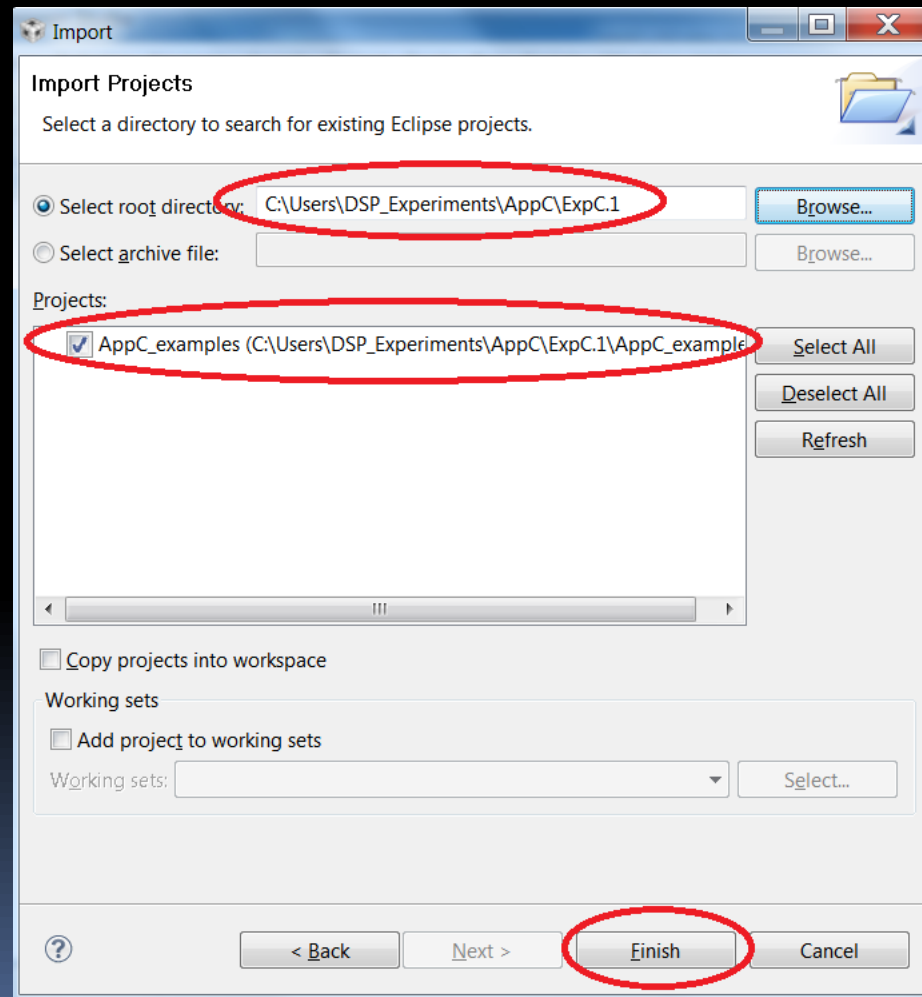 Import
Import Projects
Select a directory to search for existing Eclipse projects.
Select root directory: C:\Users\DSP_Experiments\AppC\ExpC.1 Browse...
Select archive file: Browse...
Projects:
AppC_examples (C:\Users\DSP_Experiments\AppC\ExpC.1\AppC_example
Select All
Deselect All
Refresh
Copy projects into workspace
Working sets
Add project to working sets
Working sets: Select...
? < Back Next > Finish Cancel